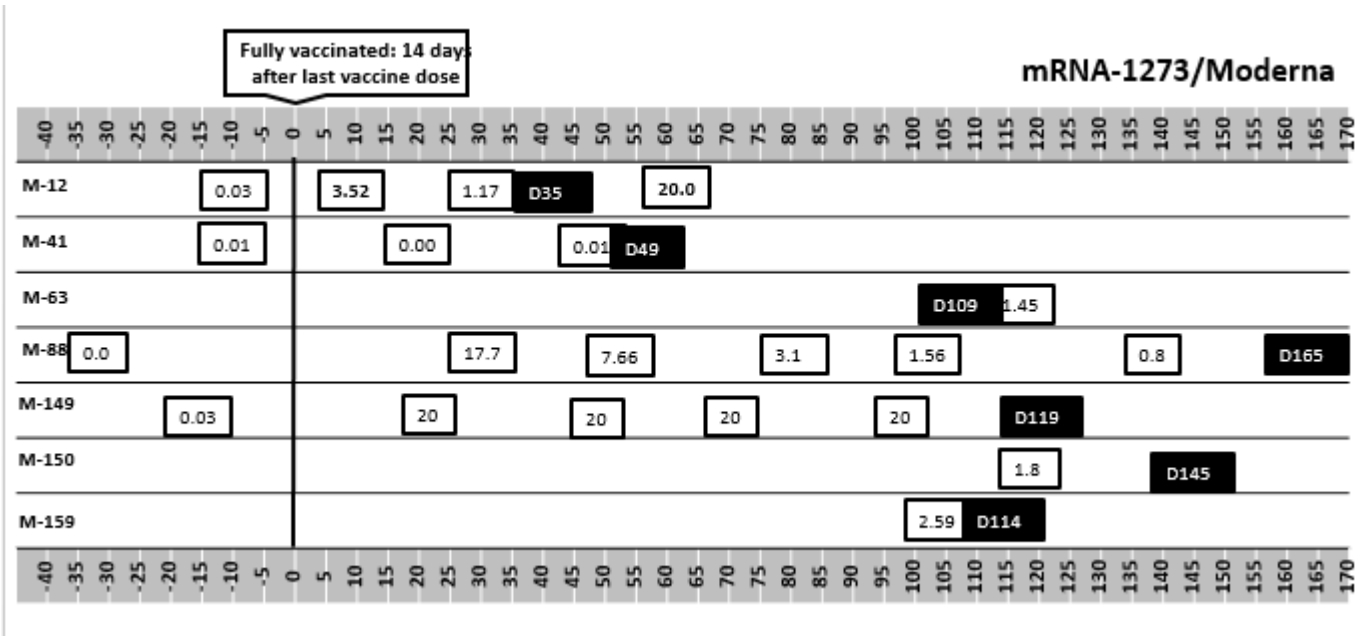 Fully vaccinated: 14 days
after last vaccine dose
mRNA-1273/Moderna
-40 -35 -30 -25 -20 -15 -10 -5 0 5 10 15 20 25 30 35 40 45 50 55 60 65 70 75 80 85 90 95 100 105 110 115 120 125 130 135 140 145 150 155 160 165 170
M-12 0.03 3.52 1.17 D35 20.0
M-41 0.01 0.00 0.01 D49
M-63 D109 1.45
M-88 0.0 17.7 7.66 3.1 1.56 0.8 D165
M-149 0.03 20 20 20 20 D119
M-150 1.8 D145
M-159 2.59 D114
-40 -35 -30 -25 -20 -15 -10 -5 0 5 10 15 20 25 30 35 40 45 50 55 60 65 70 75 80 85 90 95 100 105 110 115 120 125 130 135 140 145 150 155 160 165 170